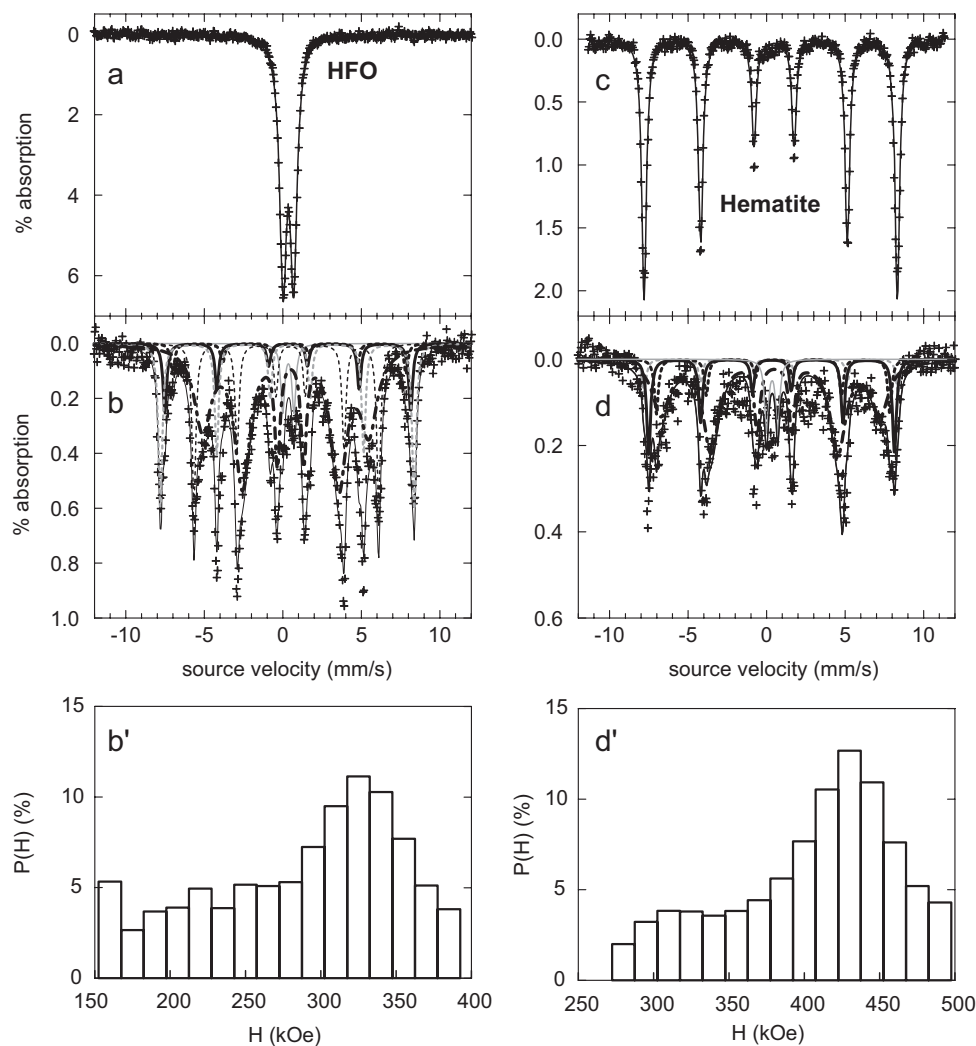 0
2
4
6
% absorption
a
HFO
0.0
0.5
1.0
1.5
2.0
c
Hematite
0.0
0.2
0.4
0.6
0.8
1.0
% absorption
b
-10 -5 0 5 10
source velocity (mm/s)
0.0
0.2
0.4
0.6
d
-10 -5 0 5 10
source velocity (mm/s)
15
10
5
0
P(H) (%)
b'
150 200 250 300 350 400
H (kOe)
15
10
5
0
P(H) (%)
d'
250 300 350 400 450 500
H (kOe)